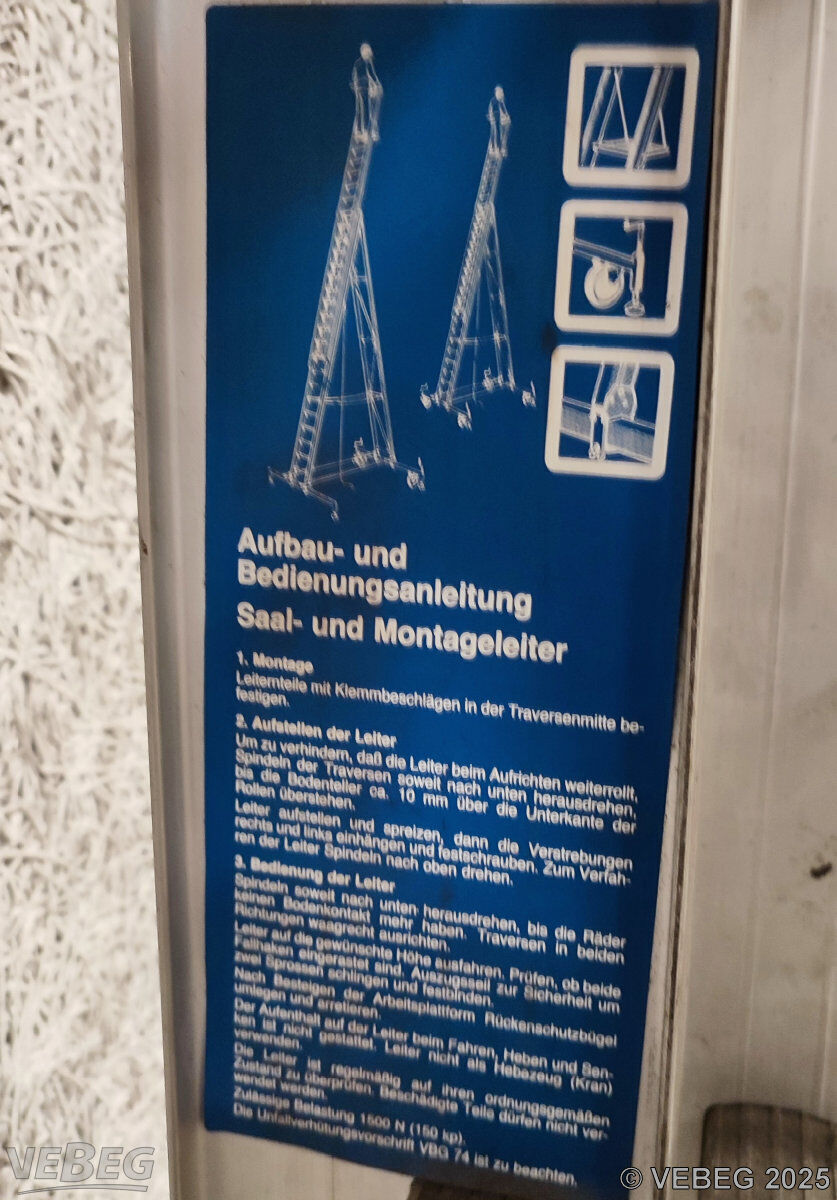 Aufbau- und
Bedienungsanleitung
Saal- und Montageleiter
1. Montage
Leiternteile mit Klemmbeschlägen in der Traversenmitte be-
festigen.
2. Aufstellen der Leiter
Um zu verhindern, daß die Leiter beim Aufrichten weiterrollt,
Spindeln der Traversen soweit nach unten herausdrehen,
bis die Bodenteller ca. 10 mm über die Unterkante der
Rollen überstehen.
Leiter aufstellen und spreizen, dann die Verstrebungen
rechts und links einhängen und festschrauben. Zum Verfah-
ren der Leiter Spindeln nach oben drehen.
3. Bedienung der Leiter
Spindeln soweit nach unten herausdrehen, bis die Räder
keinen Bodenkontakt mehr haben. Traversen in beiden
Richtungen waagrecht ausrichten.
Leiter auf die gewünschte Höhe ausfahren. Prüfen, ob beide
Fallhaken eingerastet sind. Auszugsseil zur Sicherheit um
zwei Sprossen schlingen und festbinden.
Nach Besteigen der Arbeitsplattform Rückenschutzbügel
umlegen und arretieren.
Der Aufenthalt auf der Leiter beim Fahren, Heben und Sen-
ken ist nicht gestattet. Leiter nicht als Hebezeug (Kran)
verwenden.
Die Leiter ist regelmäßig auf ihren ordnungsgemäßen
Zustand zu überprüfen. Beschädigte Teile dürfen nicht ver-
wendet werden.
Zulässige Belastung 1500 N (150 kp).
Die Unfallverhütungsvorschrift VBG 74 ist zu beachten.
VEBEG
© VEBEG 2025